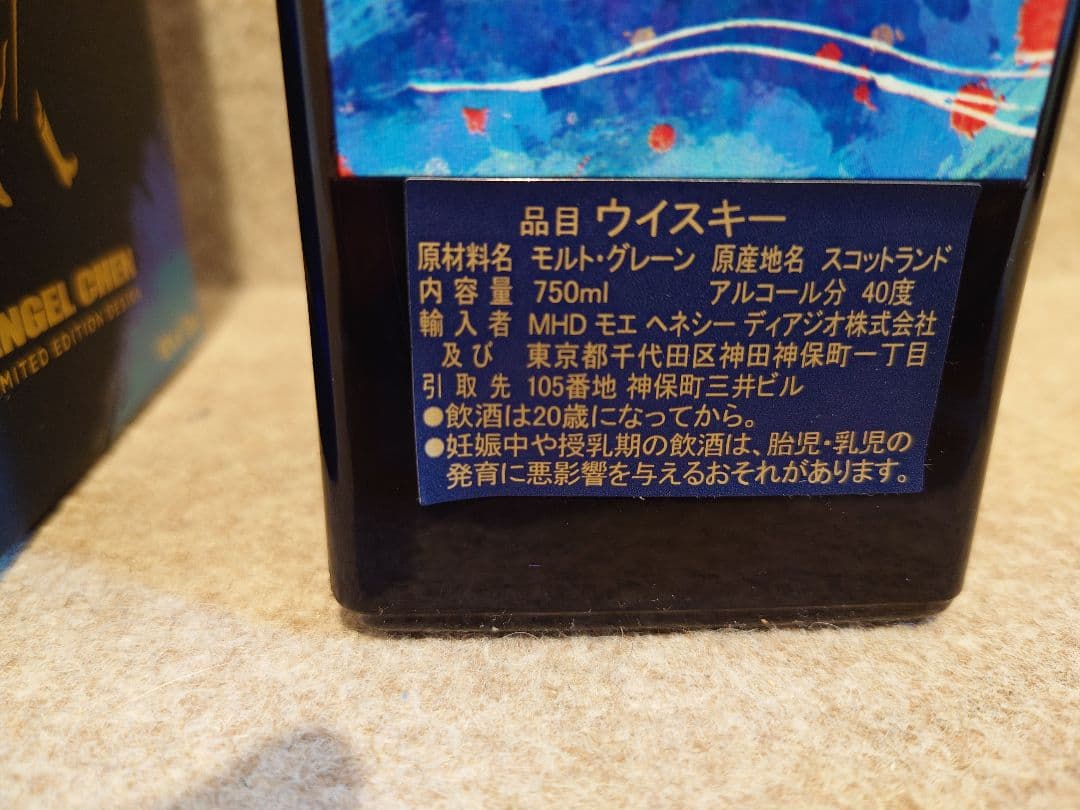 ANGEL CHEN
LIMITED EDITION DESIGN
品目 ウイスキー
原材料名 モルト・グレーン 原産地名 スコットランド
内容量 750ml アルコール分 40度
輸入者 MHD モエ ヘネシー ディアジオ株式会社
及び 東京都千代田区神田神保町一丁目
引取先 105番地 神保町三井ビル
●飲酒は20歳になってから。
●妊娠中や授乳期の飲酒は、胎児・乳児の
発育に悪影響を与えるおそれがあります。